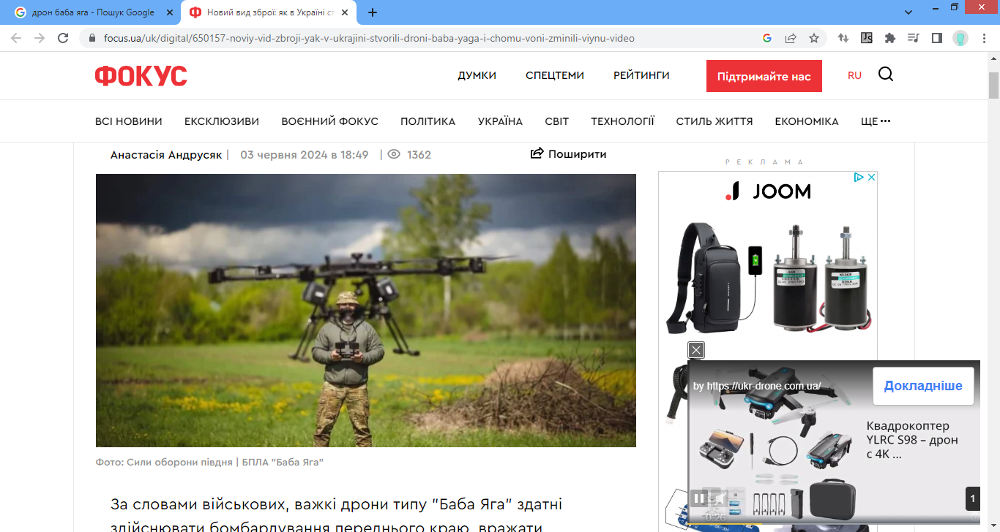 дрон баба яга - Пошук Google
Новий вид зброї: як в Україні ст
focus.ua/uk/digital/650157-noviy-vid-zbroji-yak-v-ukrajini-stvorili-droni-baba-yaga-i-chomu-voni-zminili-viynu-video
ФОКУС
ДУМКИ
СПЕЦТЕМИ
РЕЙТИНГИ
Підтримайте нас
RU
ВСІ НОВИНИ
ЕКСКЛЮЗИВИ
ВОЄННИЙ ФОКУС
ПОЛІТИКА
УКРАЇНА
СВІТ
ТЕХНОЛОГІЇ
СТИЛЬ ЖИТТЯ
ЕКОНОМІКА
ЩЕ
Анастасія Андрусяк | 03 червня 2024 в 18:49 | 1362
Поширити
РЕКЛАМА
JOOM
Фото: Сили оборони півдня | БПЛА "Баба Яга"
За словами військових, важкі дрони типу "Баба Яга" здатні
здійснювати бомбардування переднього краю, вражати
by https://ukr-drone.com.ua/
Докладніше
Квадрокоптер
YLRC S98 – дрон
с 4K ...
0:26
1